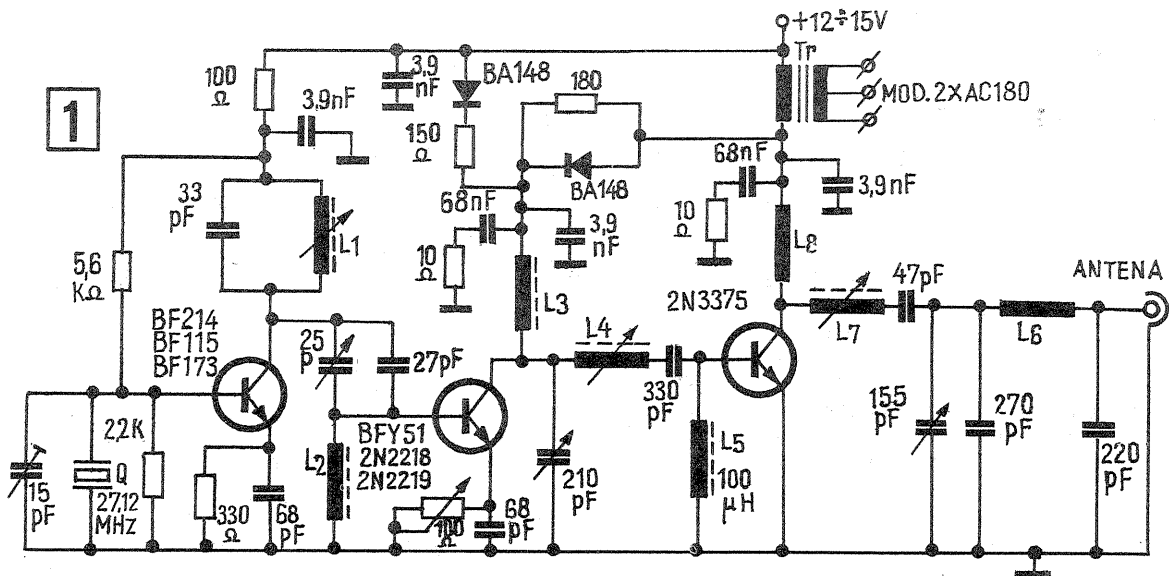 1
+12÷15V
Tr
MOD.2XAC180
100
Ω
3,9
nF
BA148
180
3,9nF
150
Ω
BA148
68nF
3,9nF
33
pF
L1
68nF
3,9
nF
10
Ω
10
Ω
L8
5,6
KΩ
L3
ANTENA
47pF
2N3375
L7
L6
BF214
BF115
BF173
25
P
27pF
L4
330
pF
155
pF
270
pF
220
pF
2,2K
BFY51
2N2218
2N2219
L2
L5
100
μH
210
pF
15
pF
Q
27,12
MHz
330
Ω
68
pF
100
Ω
68
pF